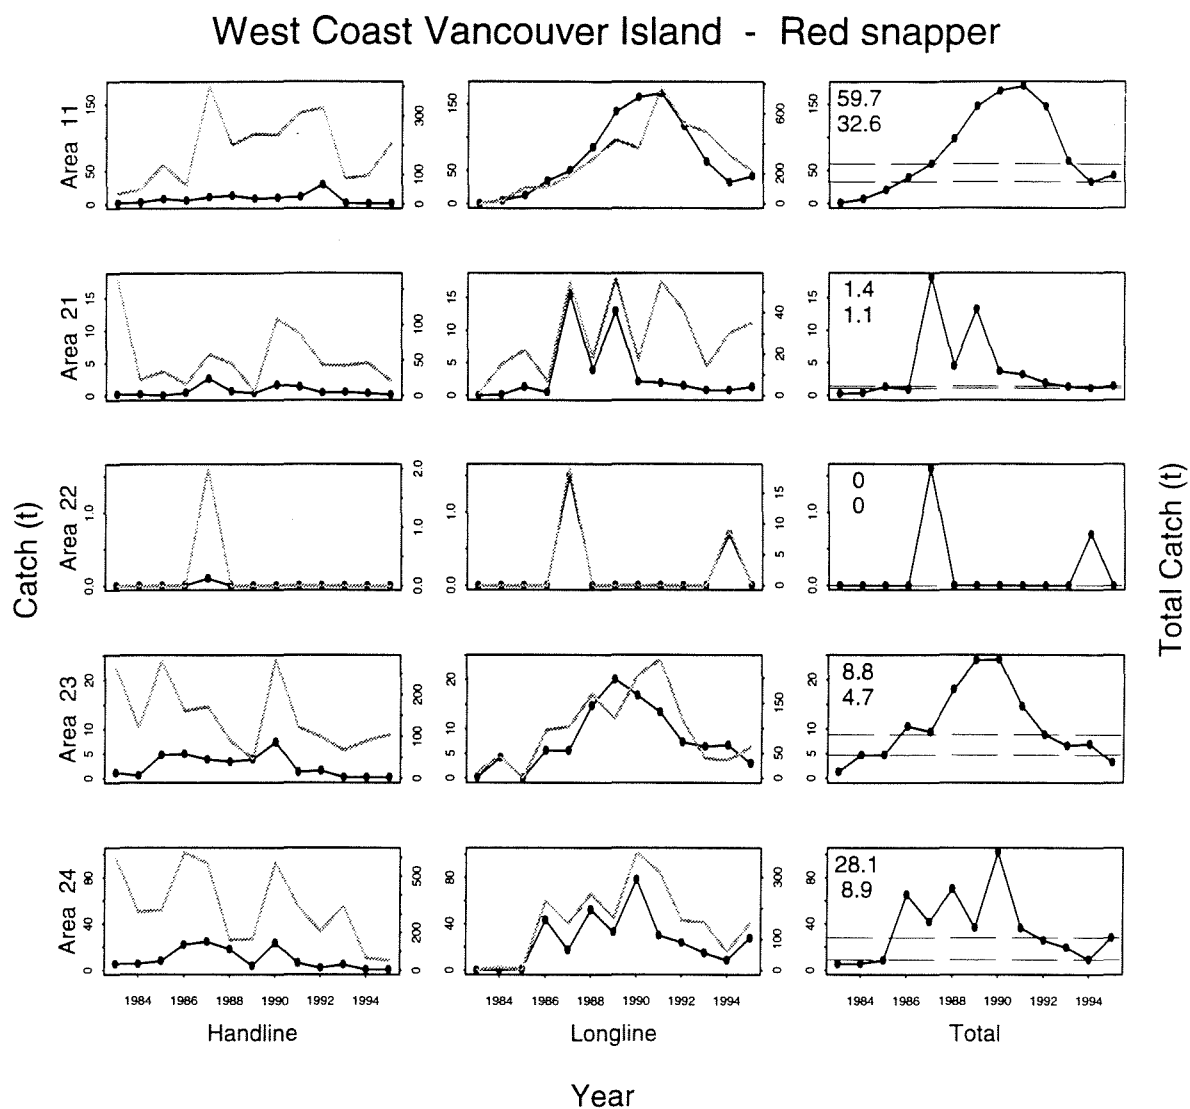 West Coast Vancouver Island - Red snapper
Catch (t)
Total Catch (t)
Area 11
0 50 150
100 300
0 50 150
0 200 600
0 50 150
59.7
32.6
Area 21
0 5 10 15
0 50 100
0 5 10 15
0 20 40
0 5 10 15
1.4
1.1
Area 22
0.0 1.0
0.0 1.0 2.0
0.0 1.0
0 5 10 15
0.0 1.0
0
0
Area 23
0 5 10 20
0 50 100 200
0 5 10 20
0 50 150
0 5 10 20
8.8
4.7
Area 24
0 40 80
0 200 500
0 40 80
0 100 300
0 40 80
28.1
8.9
1984 1986 1988 1990 1992 1994
1984 1986 1988 1990 1992 1994
1984 1986 1988 1990 1992 1994
Handline Longline Total
Year